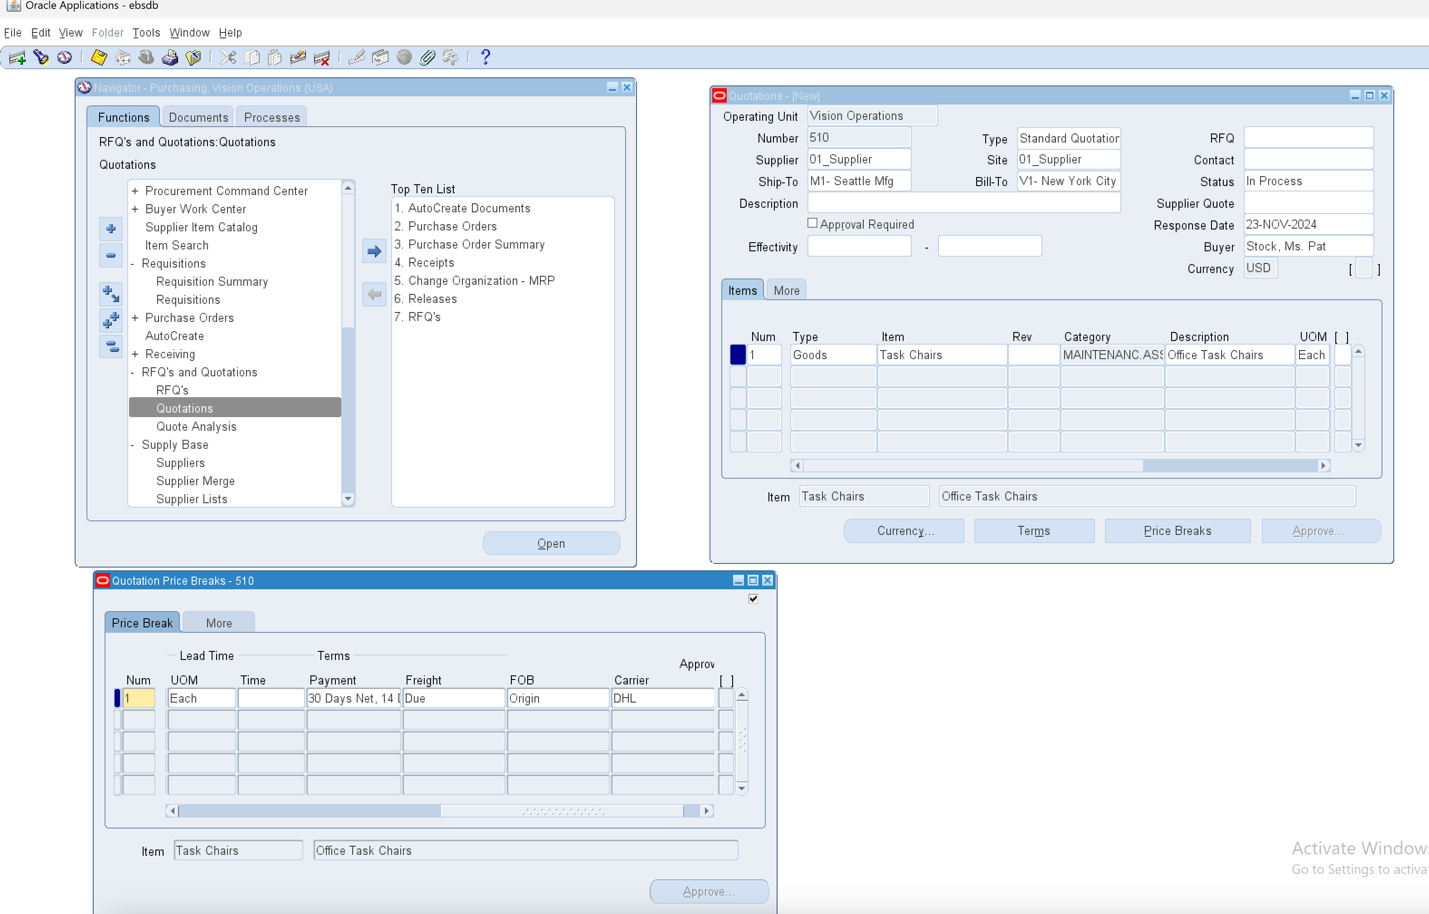 Oracle Applications - ebsdb
File Edit View Folder Tools Window Help
Navigator - Purchasing, Vision Operations (USA)
Functions Documents Processes
RFQ's and Quotations:Quotations
Quotations
+ Procurement Command Center
+ Buyer Work Center
Supplier Item Catalog
Item Search
- Requisitions
Requisition Summary
Requisitions
+ Purchase Orders
AutoCreate
+ Receiving
- RFQ's and Quotations
RFQ's
Quotations
Quote Analysis
- Supply Base
Suppliers
Supplier Merge
Supplier Lists
Top Ten List
1. AutoCreate Documents
2. Purchase Orders
3. Purchase Order Summary
4. Receipts
5. Change Organization - MRP
6. Releases
7. RFQ's
Open
Quotations - [New]
Operating Unit Vision Operations
Number 510 Type Standard Quotation RFQ
Supplier 01_Supplier Site 01_Supplier Contact
Ship-To M1- Seattle Mfg Bill-To V1- New York City Status In Process
Description Supplier Quote
Approval Required Response Date 23-NOV-2024
Effectivity - Buyer Stock, Ms. Pat
Currency USD [ ]
Items More
Num Type Item Rev Category Description UOM [ ]
1 Goods Task Chairs MAINTENANC.ASS Office Task Chairs Each
Item Task Chairs Office Task Chairs
Currency... Terms Price Breaks Approve...
Quotation Price Breaks - 510
Price Break More
Lead Time Terms
Approv
Num UOM Time Payment Freight FOB Carrier [ ]
1 Each 30 Days Net, 14 D Due Origin DHL
Item Task Chairs Office Task Chairs
Approve...
Activate Windows
Go to Settings to activa